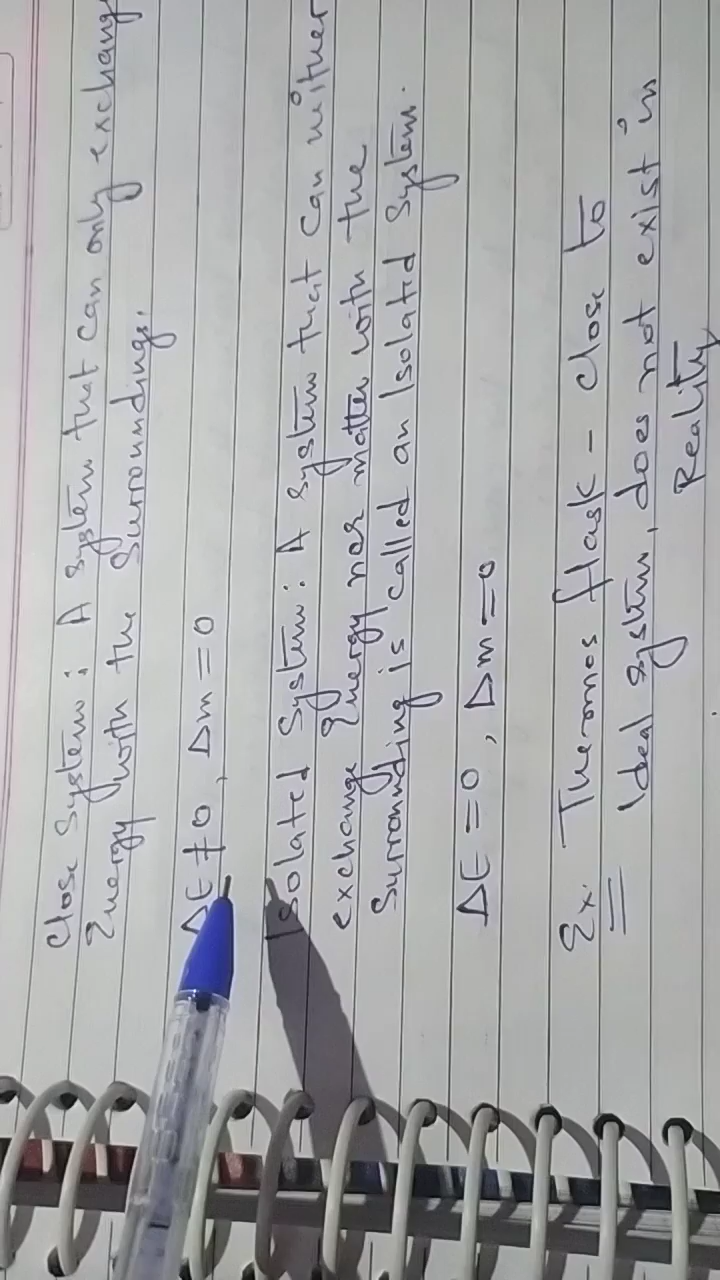 Close System : A System that can only exchang
Energy with the Surroundings.
ΔE ≠ 0 , Δm = 0
Isolated System : A System that can niether
exchange Energy nor matter with the
Surrounding is called an Isolated System.
ΔE = 0 , Δm = 0
Ex. Thermos flask - Close to
Ideal system, does not exist in
Reality